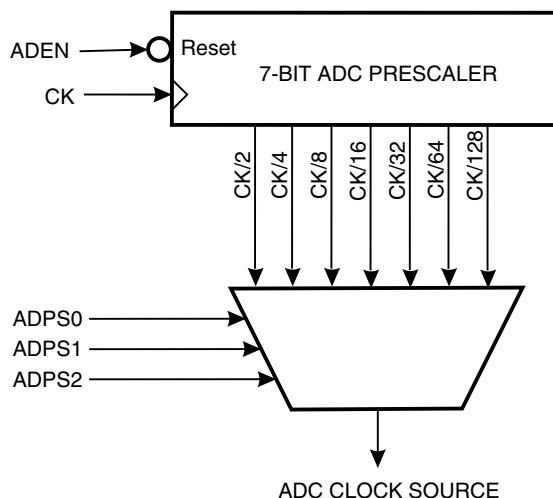 ADEN
Reset
7-BIT ADC PRESCALER
CK
CK/2
CK/4
CK/8
CK/16
CK/32
CK/64
CK/128
ADPS0
ADPS1
ADPS2
ADC CLOCK SOURCE